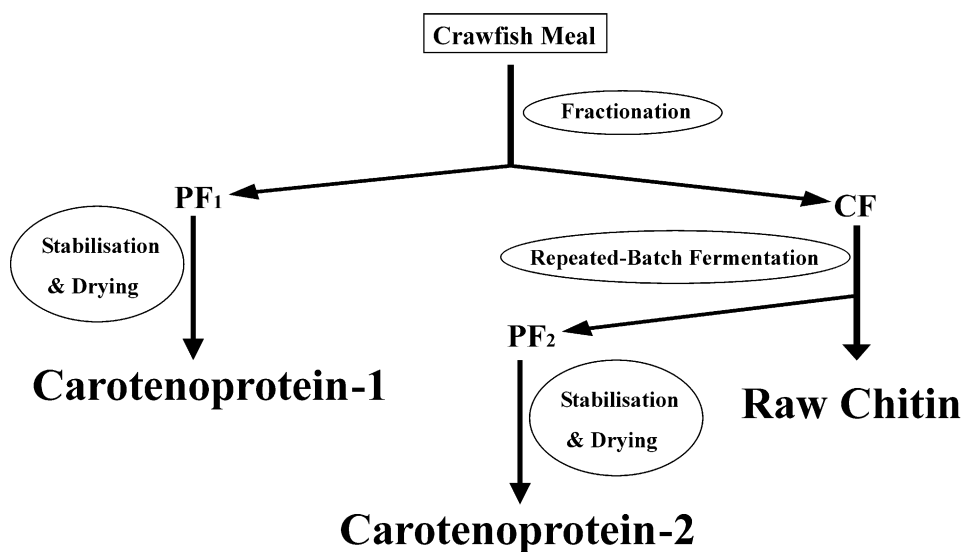 Crawfish Meal
Fractionation
PF1
CF
Stabilisation
& Drying
Repeated-Batch Fermentation
PF2
Carotenoprotein-1
Stabilisation
& Drying
Raw Chitin
Carotenoprotein-2